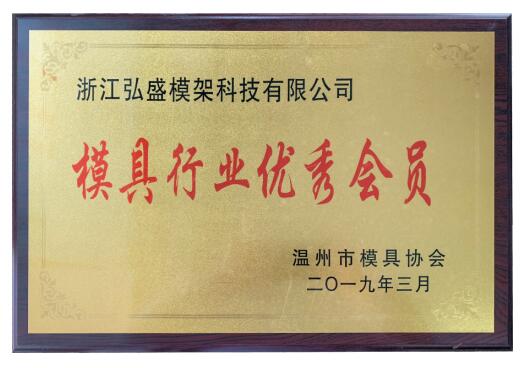 浙江弘盛模架科技有限公司
模具行业优秀会员
温州市模具协会
二〇一九年三月